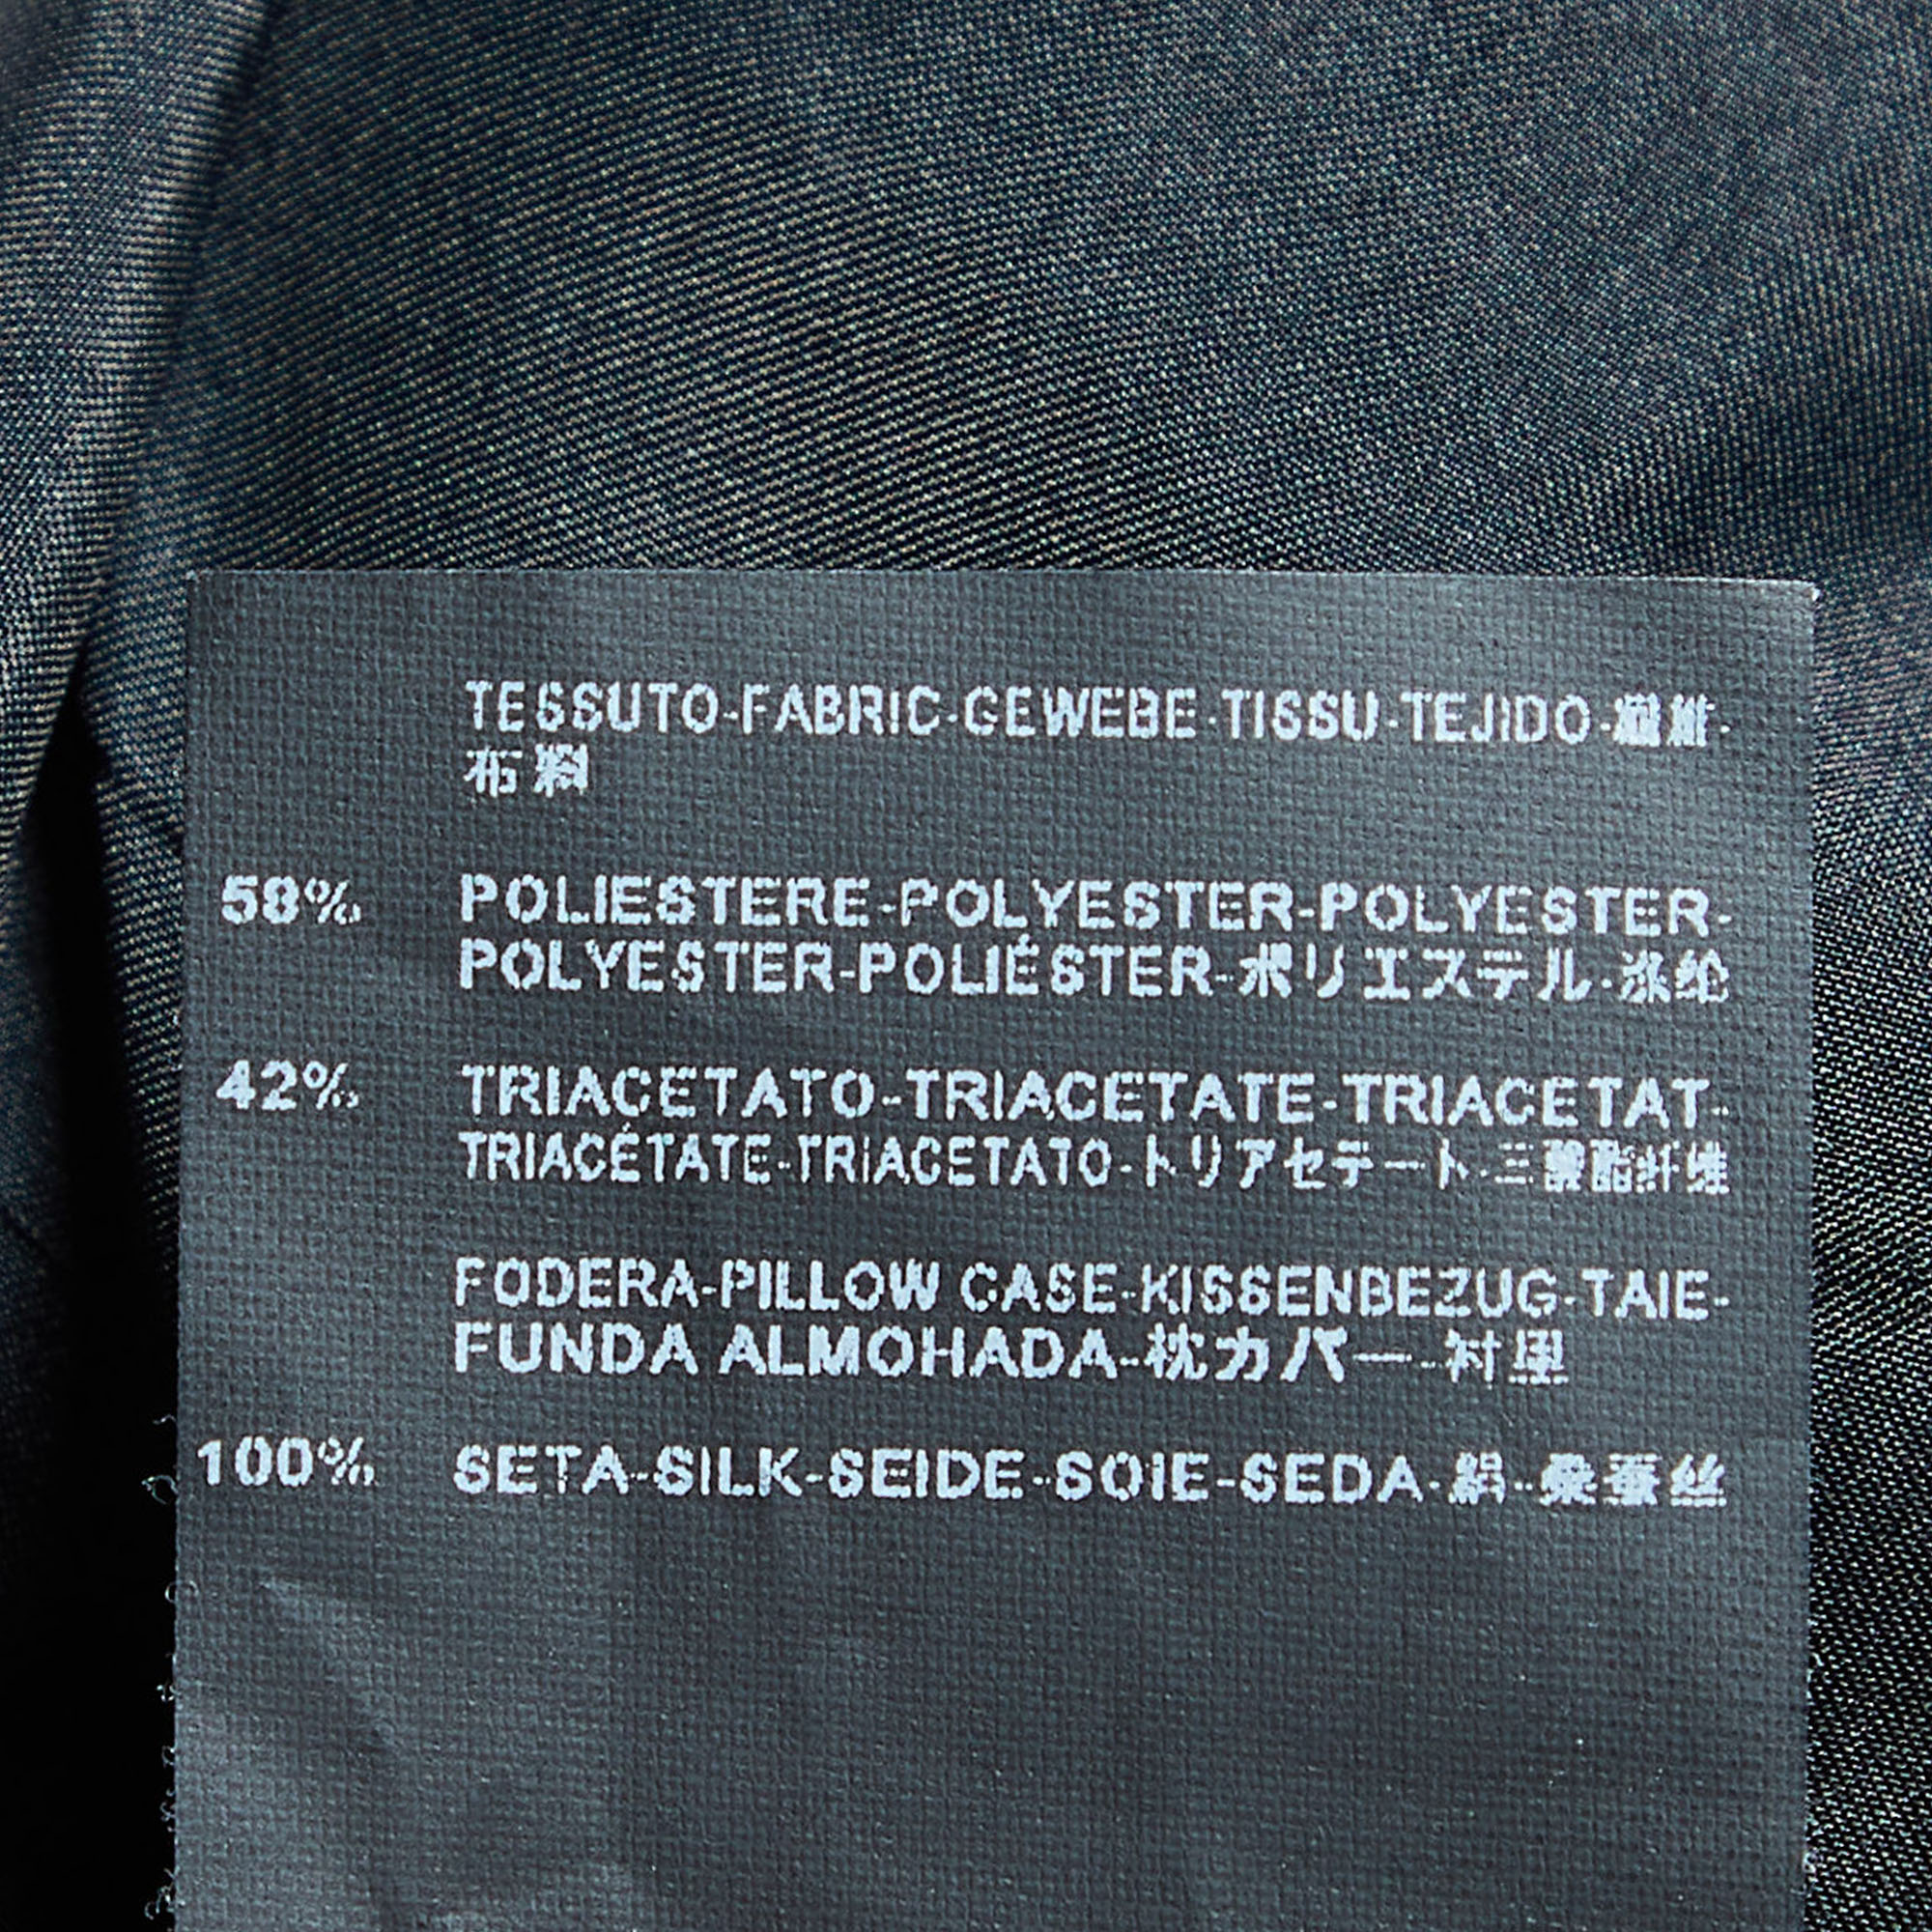 TESSUTO-FABRIC-GEWEBE-TISSU-TEJIDO-繊維-
布料
58% POLIESTERE-POLYESTER-POLYESTER-
POLYESTER-POLIÉSTER-ポリエステル-涤纶
42% TRIACETATO-TRIACETATE-TRIACETAT-
TRIACÉTATE-TRIACETATO-トリアセテート-三醋酯纤维
FODERA-PILLOW CASE-KISSENBEZUG-TAIE-
FUNDA ALMOHADA-枕カバー-衬里
100% SETA-SILK-SEIDE-SOIE-SEDA-絹-桑蚕丝